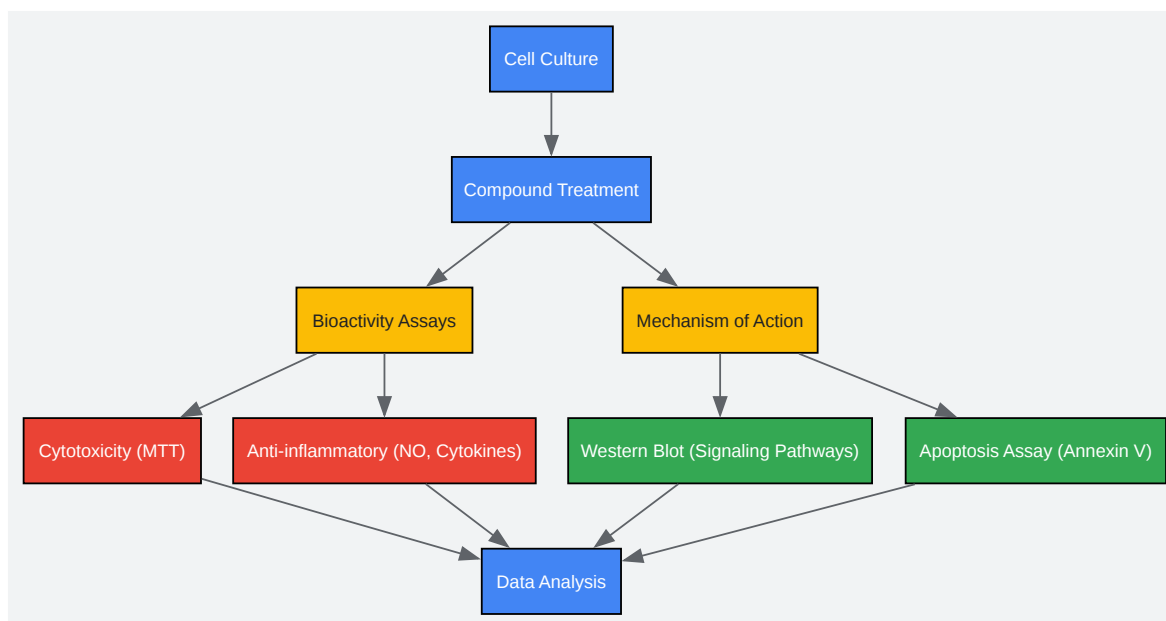 Cell Culture
Compound Treatment
Bioactivity Assays
Mechanism of Action
Cytotoxicity (MTT)
Anti-inflammatory (NO, Cytokines)
Western Blot (Signaling Pathways)
Apoptosis Assay (Annexin V)
Data Analysis